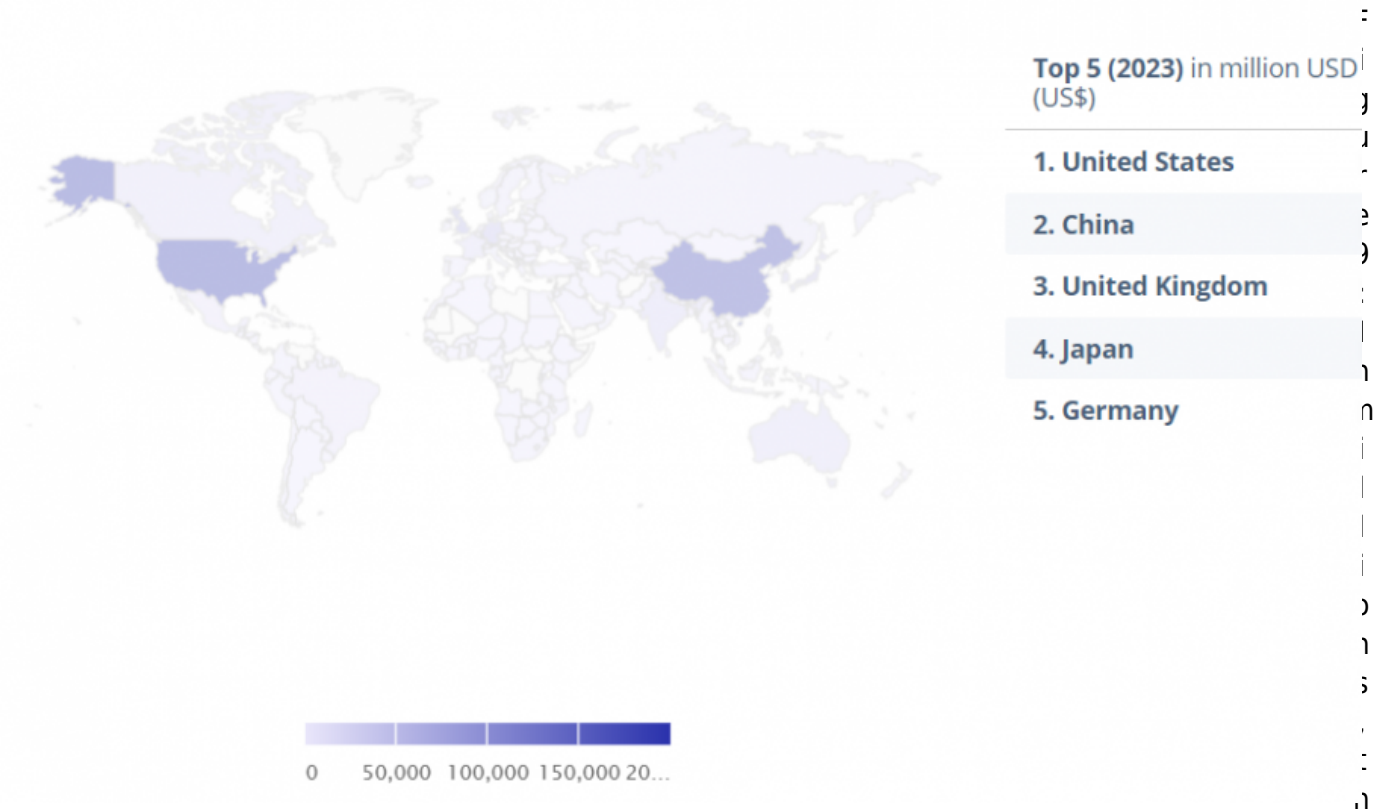 Top 5 (2023) in million USD
(US$)
1. United States
2. China
3. United Kingdom
4. Japan
5. Germany
0 50,000 100,000 150,000 20...